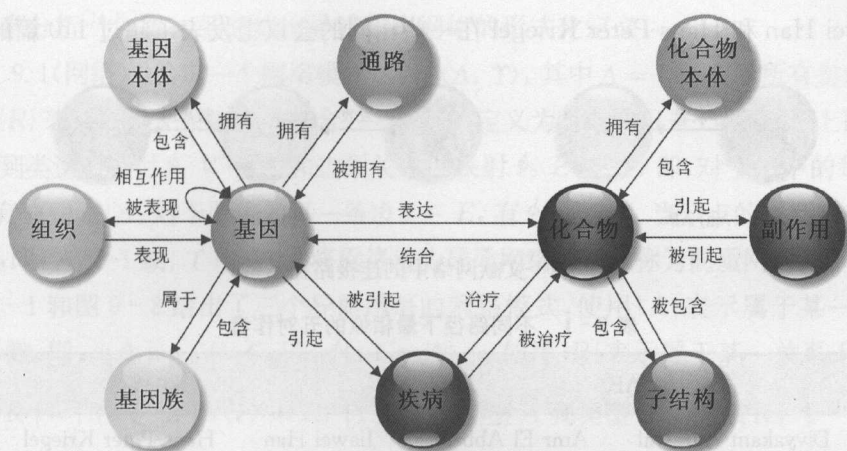 基因
本体
通路
化合物
本体
拥有
包含
拥有
被拥有
拥有
包含
相互作用
组织
被表现
表现
基因
表达
结合
化合物
引起
被引起
副作用
属于
包含
被引起
引起
治疗
被治疗
被包含
包含
基因族
疾病
子结构